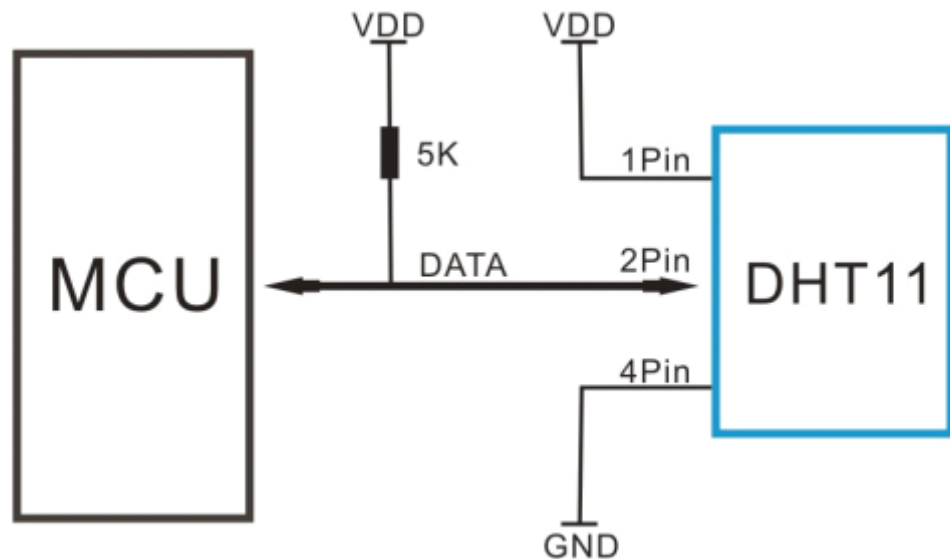 VDD
VDD
5K
1Pin
MCU
DATA
2Pin
DHT11
4Pin
GND